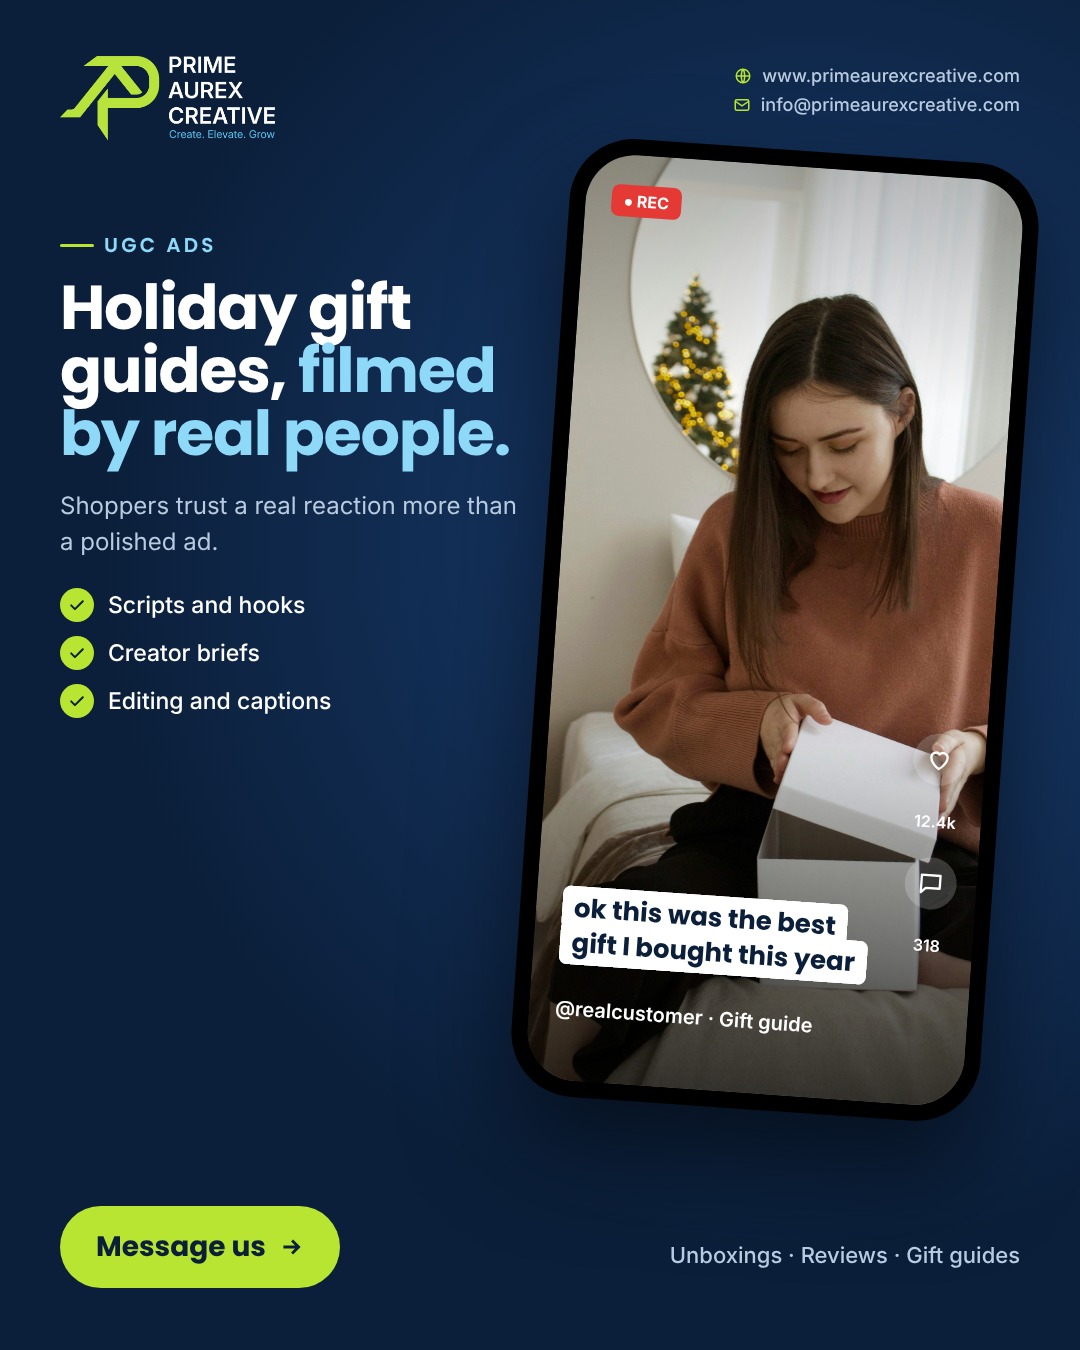 PRIME
AUREX
CREATIVE
Create. Elevate. Grow
www.primeaurexcreative.com
info@primeaurexcreative.com
UGC ADS
Holiday gift
guides, filmed
by real people.
Shoppers trust a real reaction more than
a polished ad.
Scripts and hooks
Creator briefs
Editing and captions
• REC
12.4k
318
ok this was the best
gift I bought this year
@realcustomer · Gift guide
Message us →
Unboxings · Reviews · Gift guides